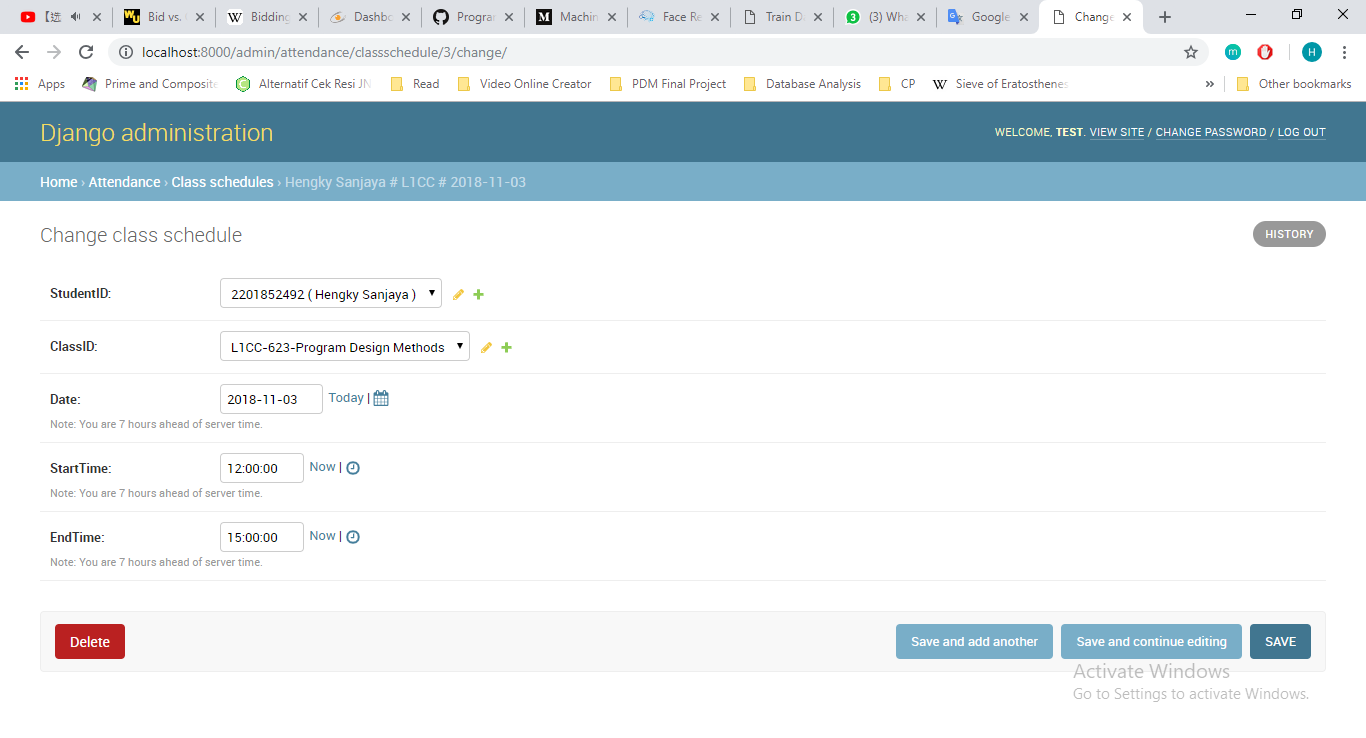 【选 Bid vs. Bidding Dashbo Progra Machin Face Re Train D (3) Wha Google Change
localhost:8000/admin/attendance/classschedule/3/change/ m H
Apps Prime and Composite Alternatif Cek Resi JN Read Video Online Creator PDM Final Project Database Analysis CP W Sieve of Eratosthenes » Other bookmarks
Django administration WELCOME, TEST. VIEW SITE / CHANGE PASSWORD / LOG OUT
Home › Attendance › Class schedules › Hengky Sanjaya # L1CC # 2018-11-03
Change class schedule HISTORY
StudentID: 2201852492 ( Hengky Sanjaya )
ClassID: L1CC-623-Program Design Methods
Date: 2018-11-03 Today |
Note: You are 7 hours ahead of server time.
StartTime: 12:00:00 Now |
Note: You are 7 hours ahead of server time.
EndTime: 15:00:00 Now |
Note: You are 7 hours ahead of server time.
Delete Save and add another Save and continue editing SAVE
Activate Windows
Go to Settings to activate Windows.